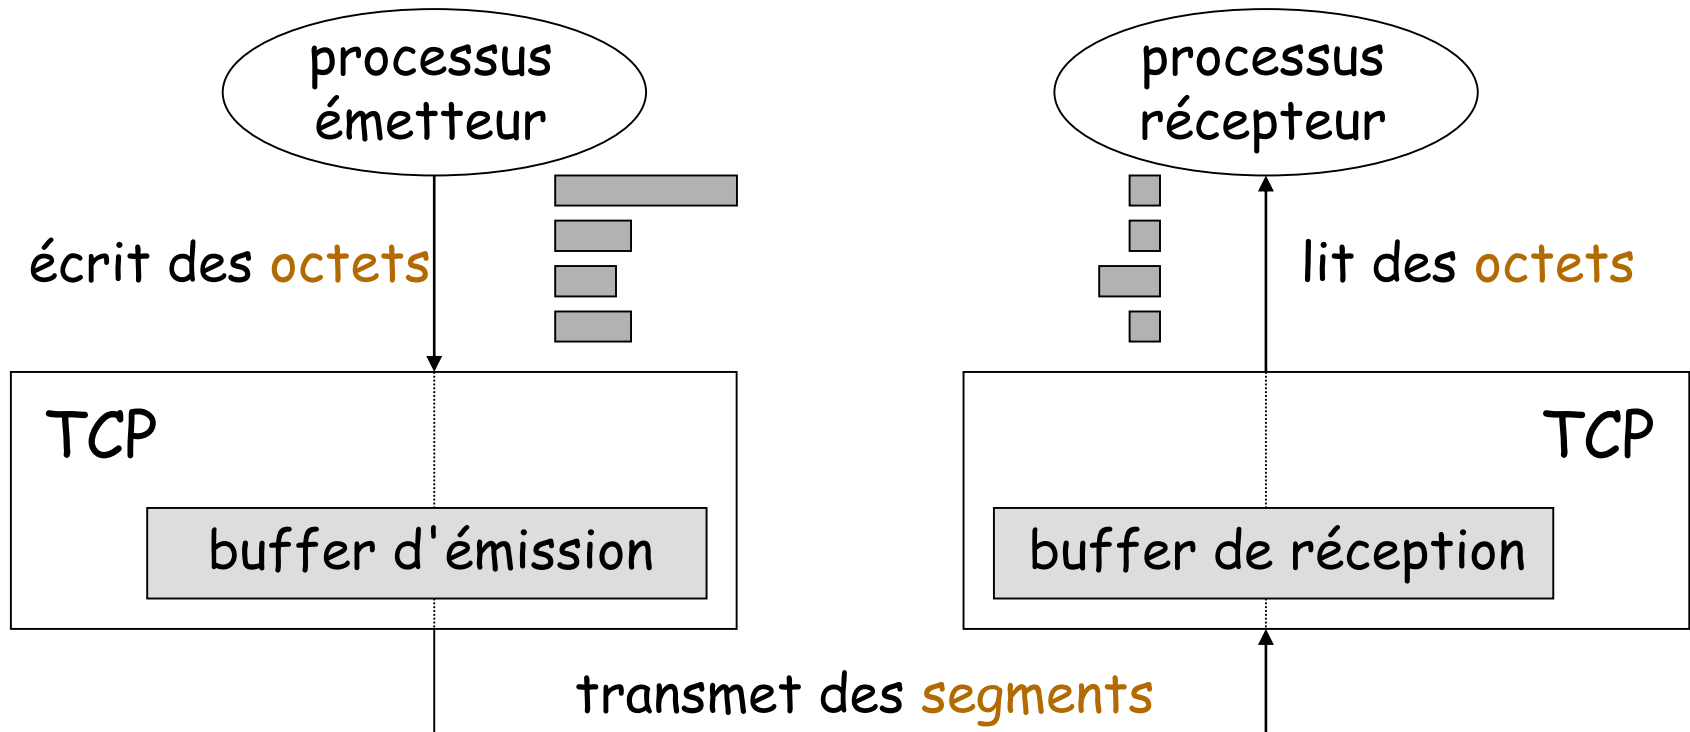 processus
émetteur
processus
récepteur
écrit des octets
lit des octets
TCP
TCP
buffer d'émission
buffer de réception
transmet des segments